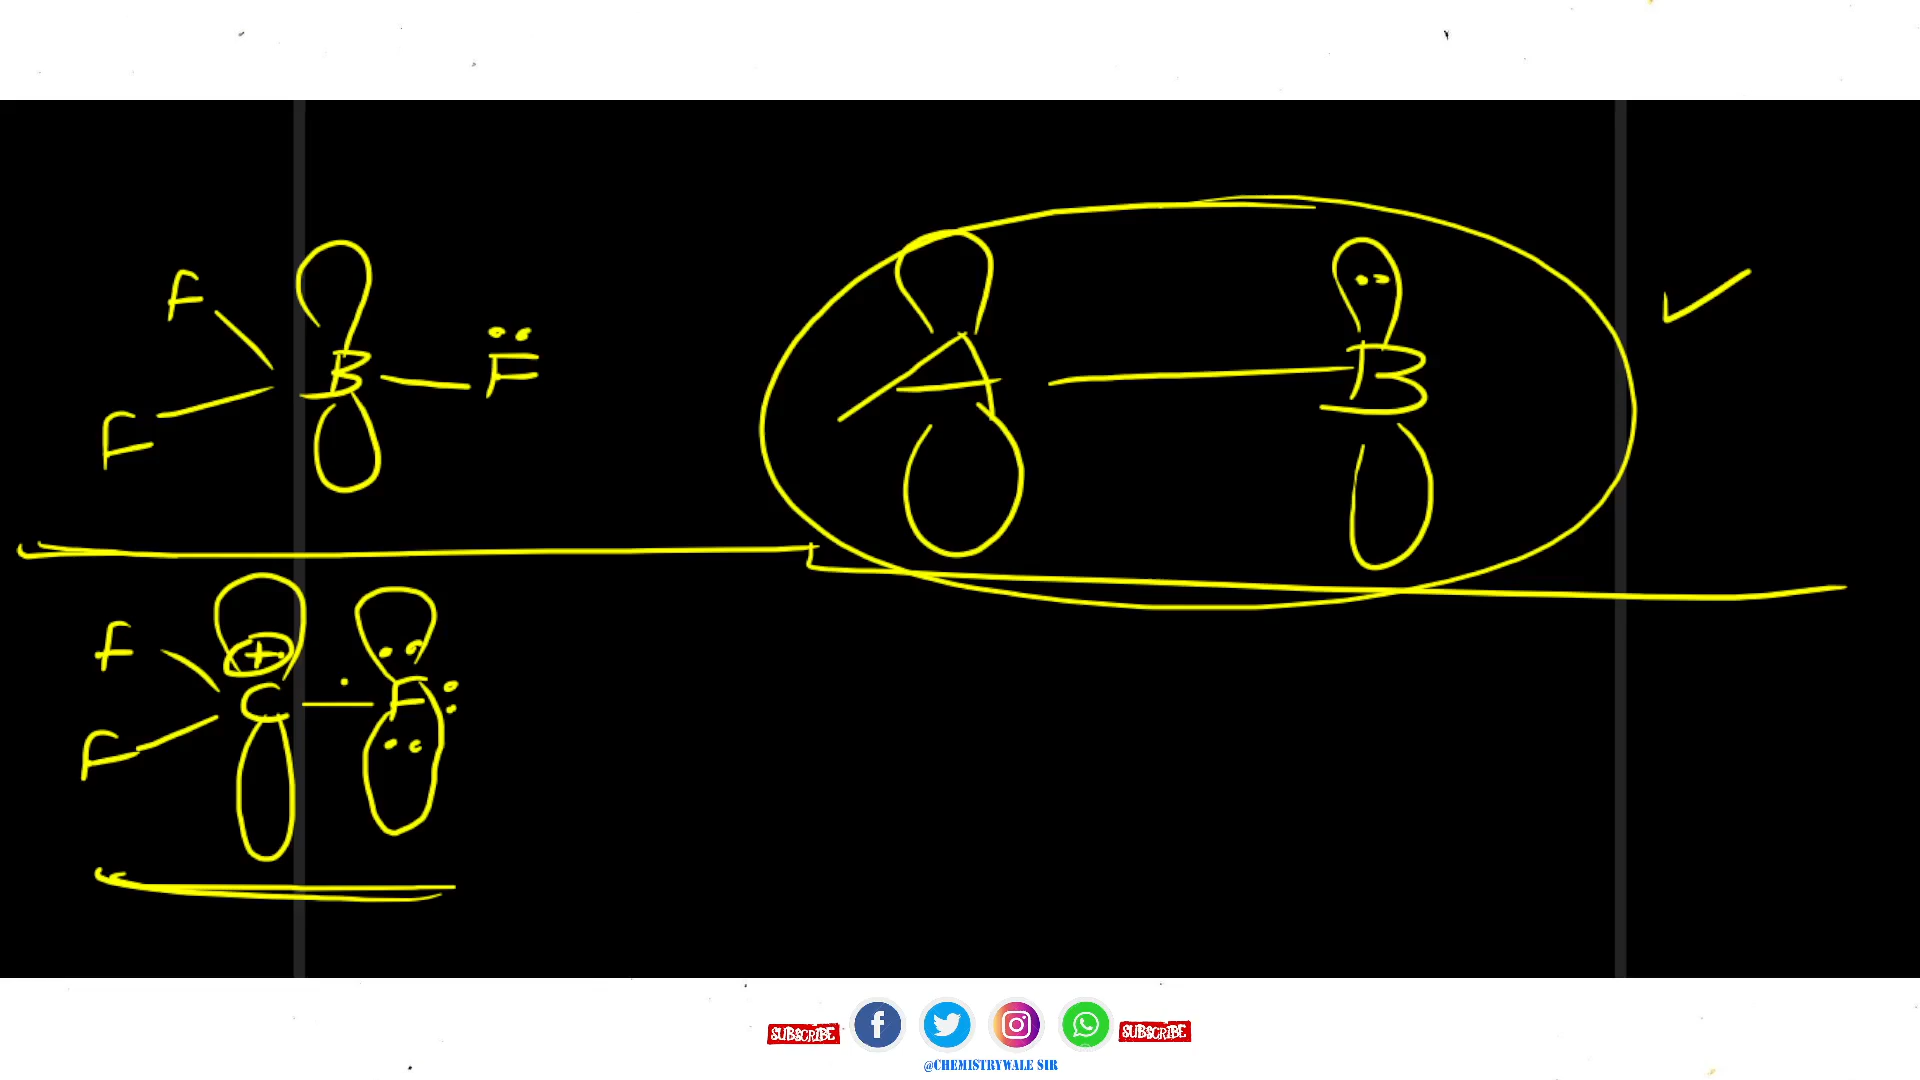 F
B — F̈
F
A — B
F
C — F:
F
SUBSCRIBE
SUBSCRIBE
@CHEMISTRYWALE SIR